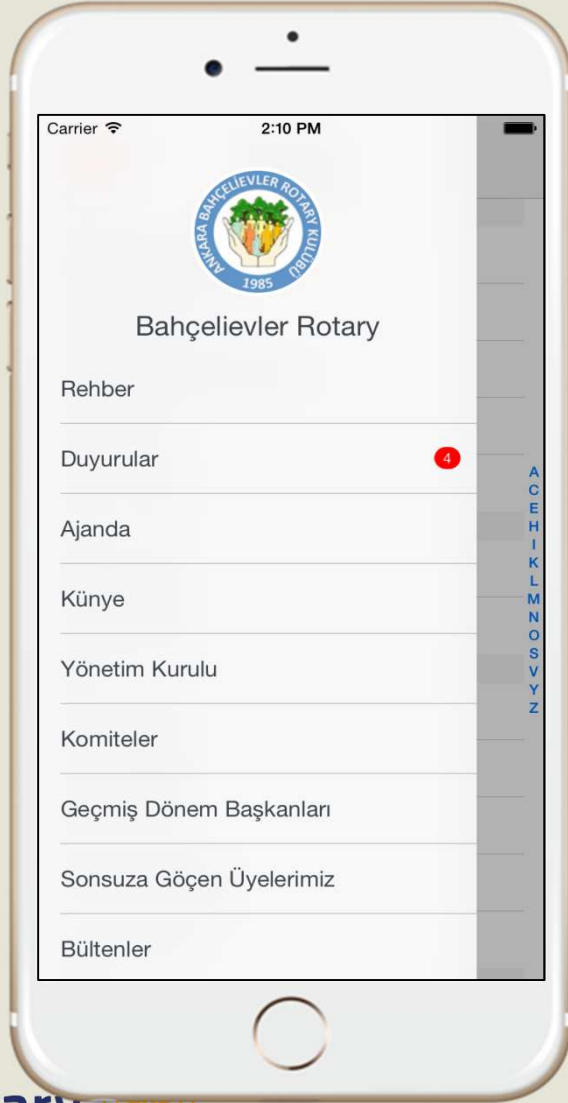 Carrier 2:10 PM
ANKARA BAHÇELİEVLER ROTARY KULÜBÜ
1985
Bahçelievler Rotary
Rehber
Duyurular 4
Ajanda
Künye
Yönetim Kurulu
Komiteler
Geçmiş Dönem Başkanları
Sonsuza Göçen Üyelerimiz
Bültenler
A
C
E
H
I
K
L
M
N
O
S
V
Y
Z